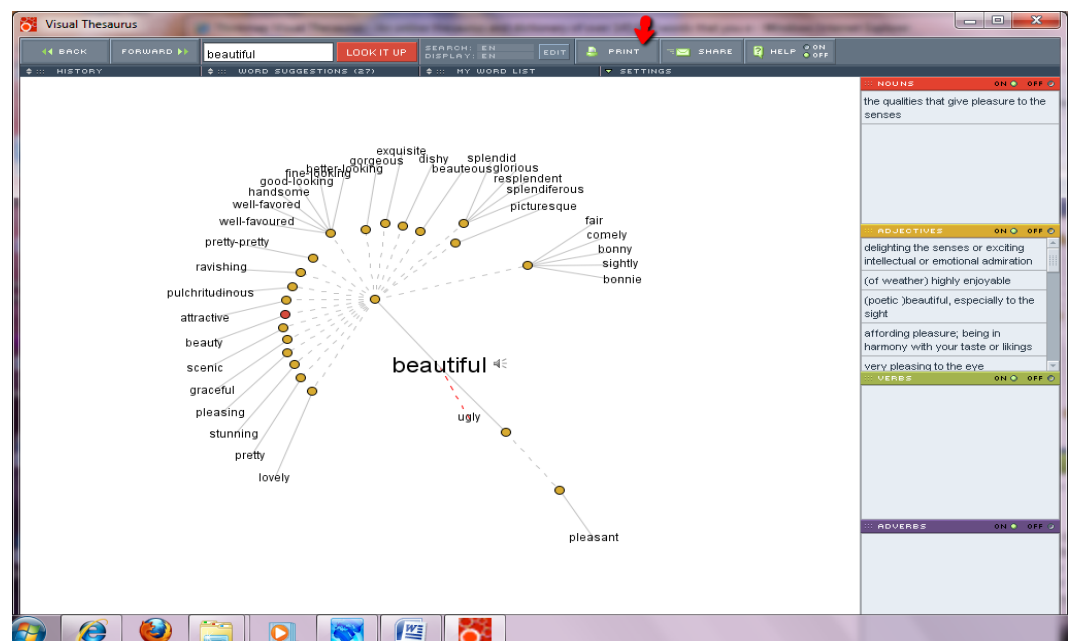 Visual Thesaurus
BACK
FORWARD
beautiful
LOOK IT UP
SEARCH: EN
DISPLAY: EN
EDIT
PRINT
SHARE
HELP
ON
OFF
HISTORY
WORD SUGGESTIONS (27)
MY WORD LIST
SETTINGS
exquisite
gorgeous
dishy
splendid
better-looking
beauteous
glorious
fine-looking
resplendent
good-looking
splendiferous
handsome
well-favored
picturesque
well-favoured
fair
pretty-pretty
comely
bonny
ravishing
sightly
bonnie
pulchritudinous
attractive
beauty
scenic
beautiful
graceful
pleasing
ugly
stunning
pretty
lovely
pleasant
NOUNS ON OFF
the qualities that give pleasure to the
senses
ADJECTIVES ON OFF
delighting the senses or exciting
intellectual or emotional admiration
(of weather) highly enjoyable
(poetic )beautiful, especially to the
sight
affording pleasure; being in
harmony with your taste or likings
very pleasing to the eye
VERBS ON OFF
ADVERBS ON OFF